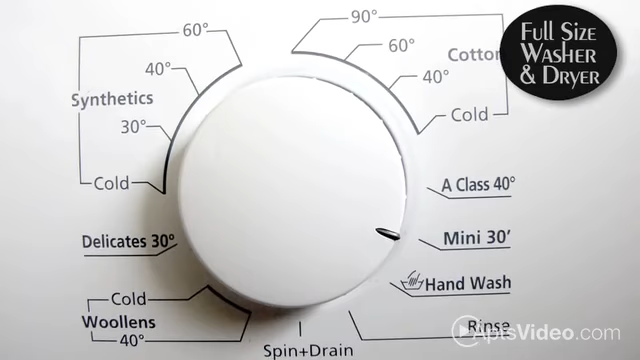 Full Size
Washer
& Dryer
60°
90°
60°
40°
40°
30°
Synthetics
Cotton
Cold
Cold
A Class 40°
Delicates 30°
Mini 30’
Hand Wash
Cold
Woollens
40°
Rinse
Spin+Drain
AptsVideo.com